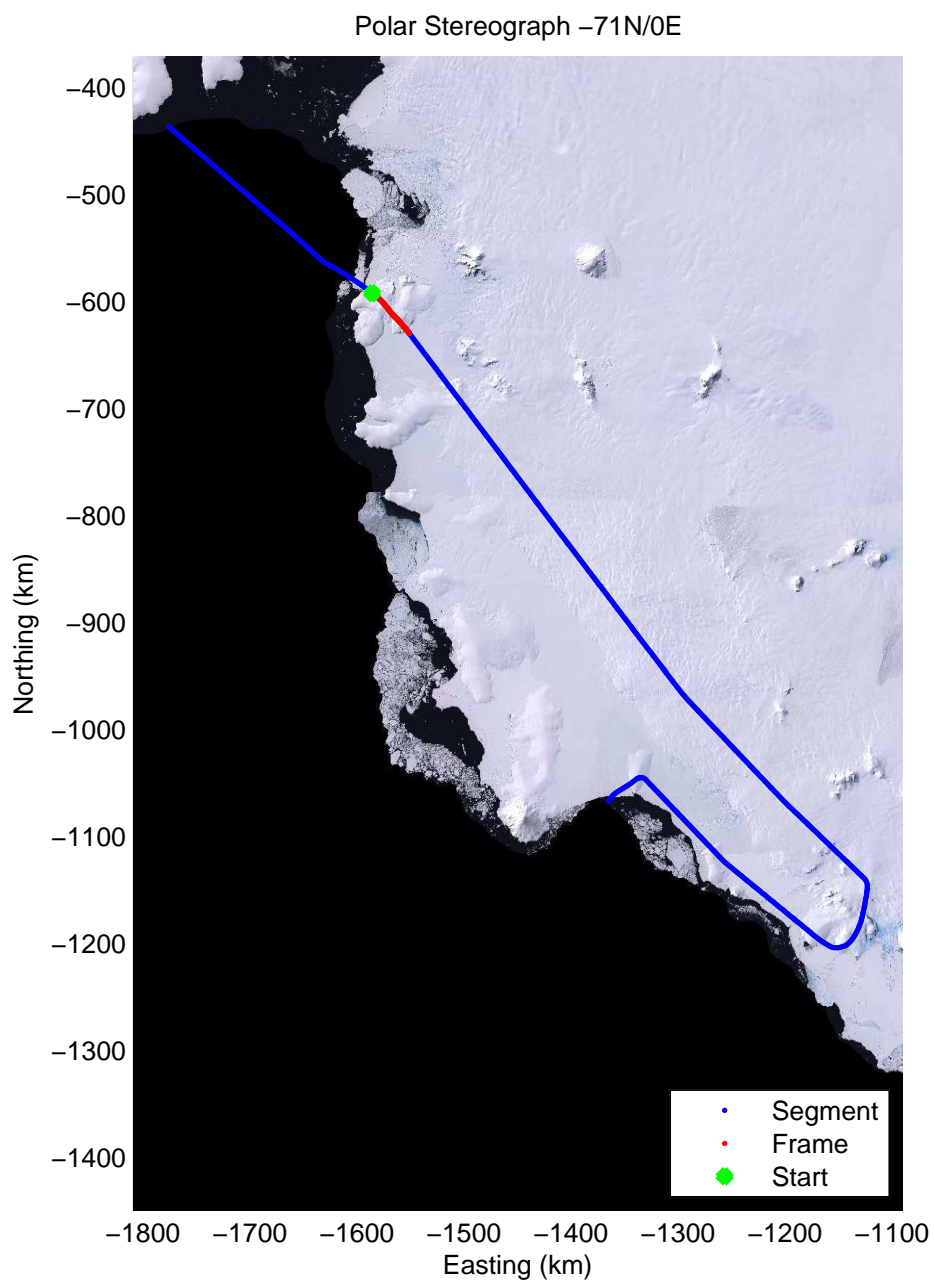 Polar Stereograph −71N/0E
−400
−500
−600
−700
−800
−900
−1000
−1100
−1200
−1300
−1400
Northing (km)
−1800 −1700 −1600 −1500 −1400 −1300 −1200 −1100
Easting (km)
Segment
Frame
Start